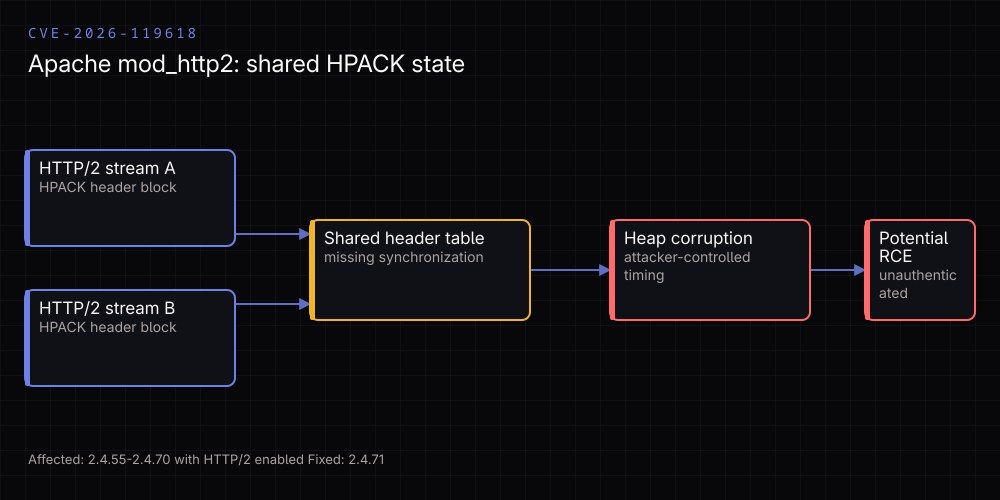 CVE-2026-119618
Apache mod_http2: shared HPACK state
HTTP/2 stream A
HPACK header block
HTTP/2 stream B
HPACK header block
Shared header table
missing synchronization
Heap corruption
attacker-controlled
timing
Potential
RCE
unauthentic
ated
Affected: 2.4.55-2.4.70 with HTTP/2 enabled Fixed: 2.4.71